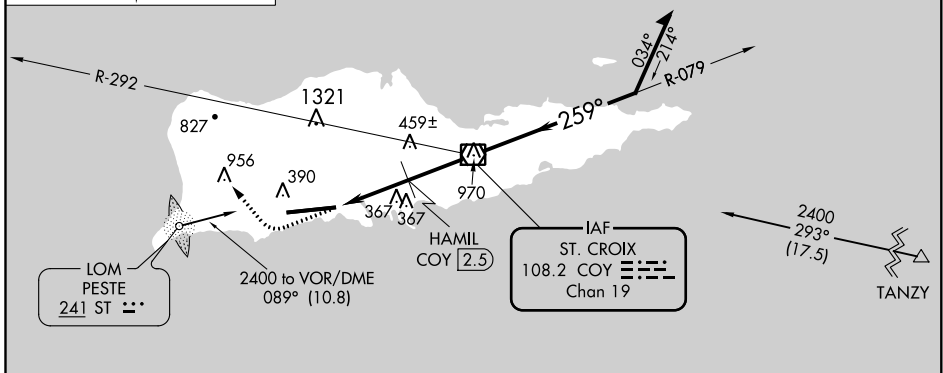 034°
214°
R-079
R-292
1321
259°
827
459±
956
390
970
367
367
HAMIL
COY 2.5
2400
293°
(17.5)
TANZY
IAF
ST. CROIX
108.2 COY
Chan 19
2400 to VOR/DME
089° (10.8)
LOM
PESTE
241 ST